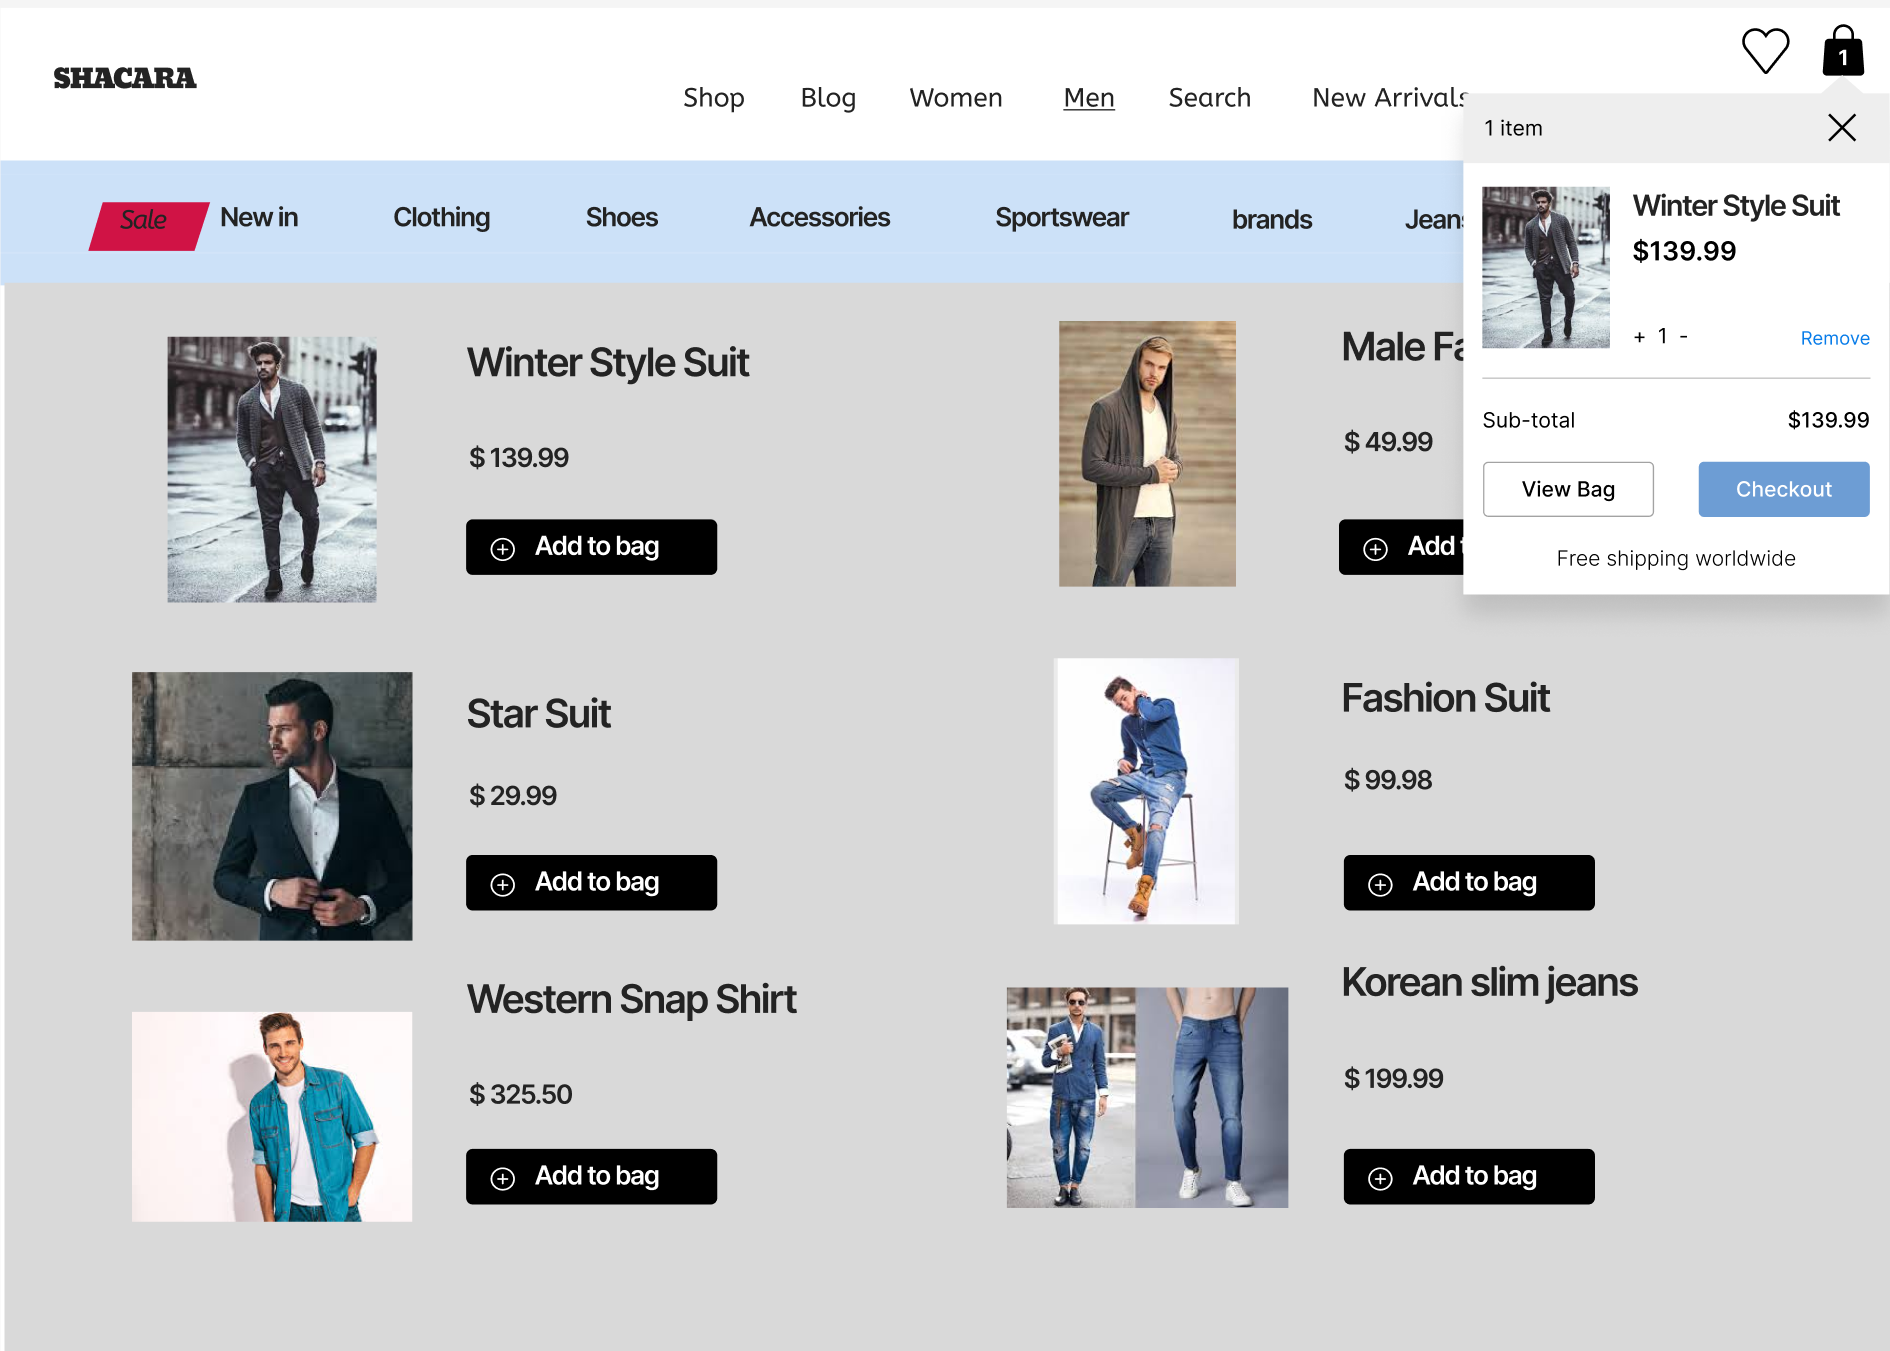 SHACARA
Shop Blog Women Men Search New Arrivals
1
1 item
Sale New in Clothing Shoes Accessories Sportswear brands Jeans
Winter Style Suit
$139.99
+ 1 -
Remove
Sub-total $139.99
View Bag Checkout
Free shipping worldwide
Winter Style Suit
$ 139.99
Add to bag
Male Fa
$ 49.99
Add t
Star Suit
$ 29.99
Add to bag
Fashion Suit
$ 99.98
Add to bag
Western Snap Shirt
$ 325.50
Add to bag
Korean slim jeans
$ 199.99
Add to bag